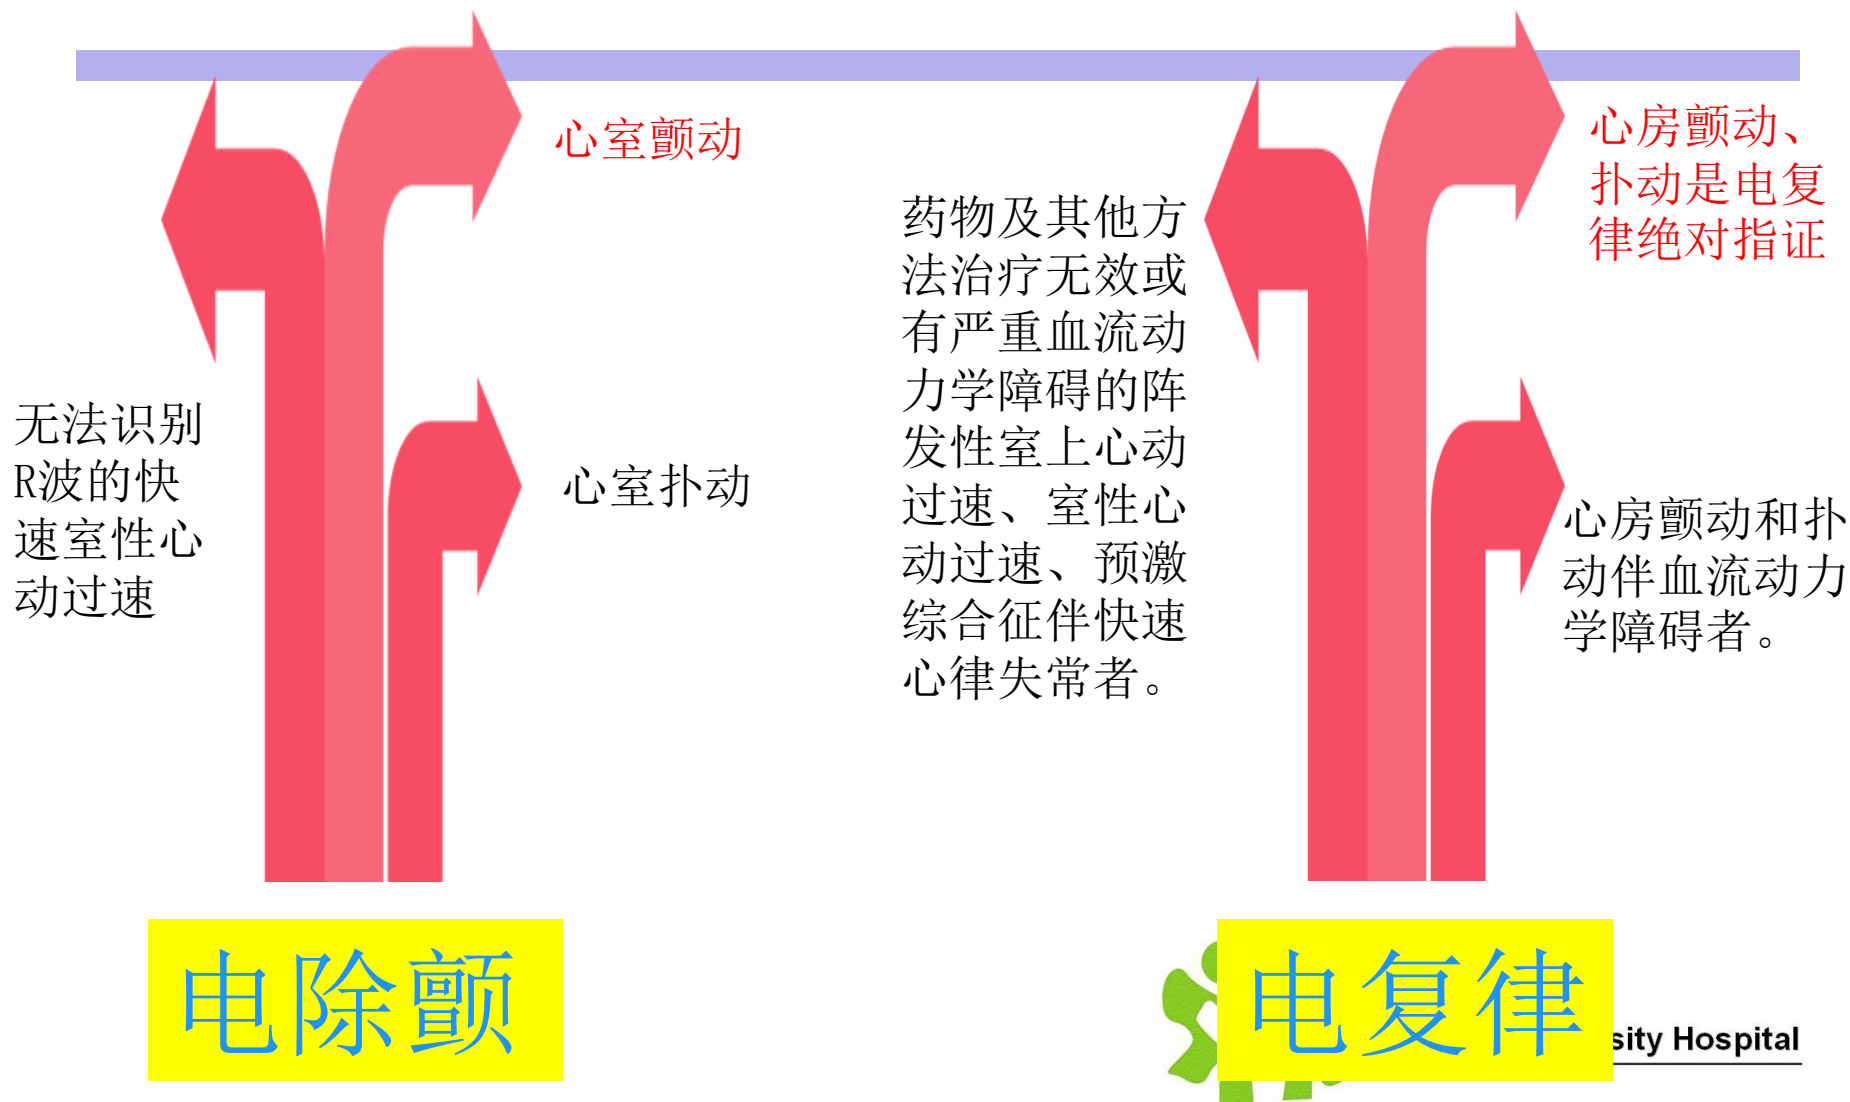 心室颤动
无法识别
R波的快
速室性心
动过速
心室扑动
电除颤
药物及其他方
法治疗无效或
有严重血流动
力学障碍的阵
发性室上心动
过速、室性心
动过速、预激
综合征伴快速
心律失常者。
心房颤动、
扑动是电复
律绝对指证
心房颤动和扑
动伴血流动力
学障碍者。
电复律
sity Hospital